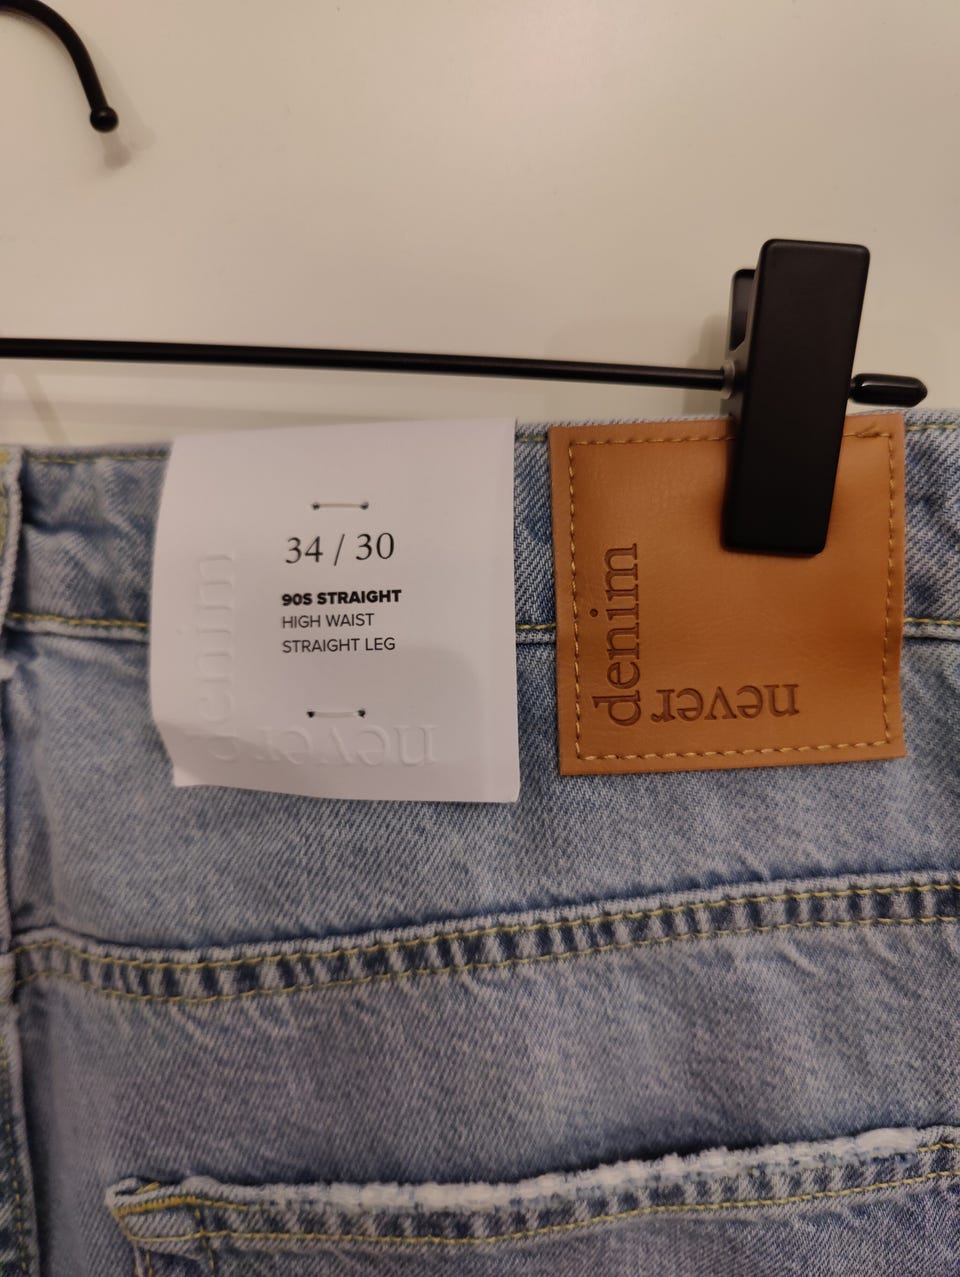 34 / 30
90S STRAIGHT
HIGH WAIST
STRAIGHT LEG
denim
never
denim
never